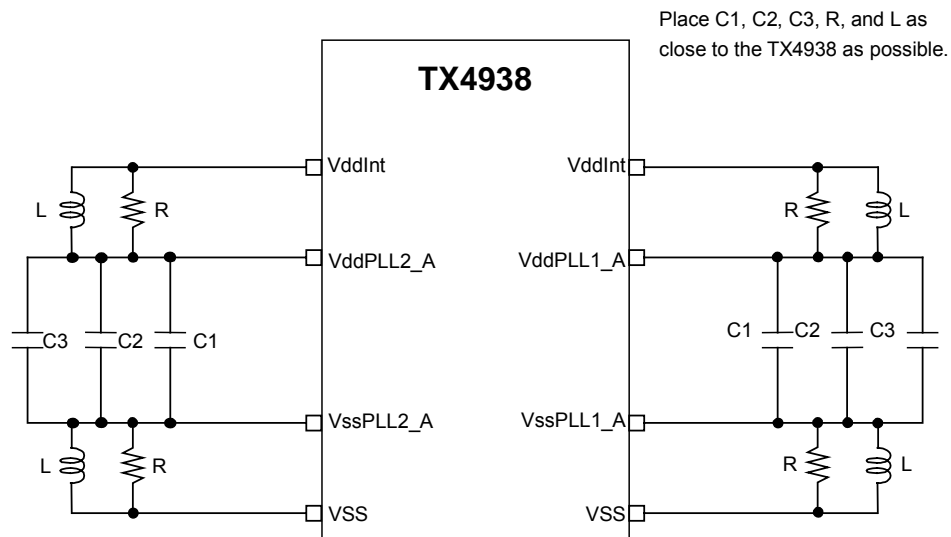 Place C1, C2, C3, R, and L as
close to the TX4938 as possible.
TX4938
VddInt VddInt
L R R L
VddPLL2_A VddPLL1_A
C3 C2 C1 C1 C2 C3
VssPLL2_A VssPLL1_A
L R R L
VSS VSS